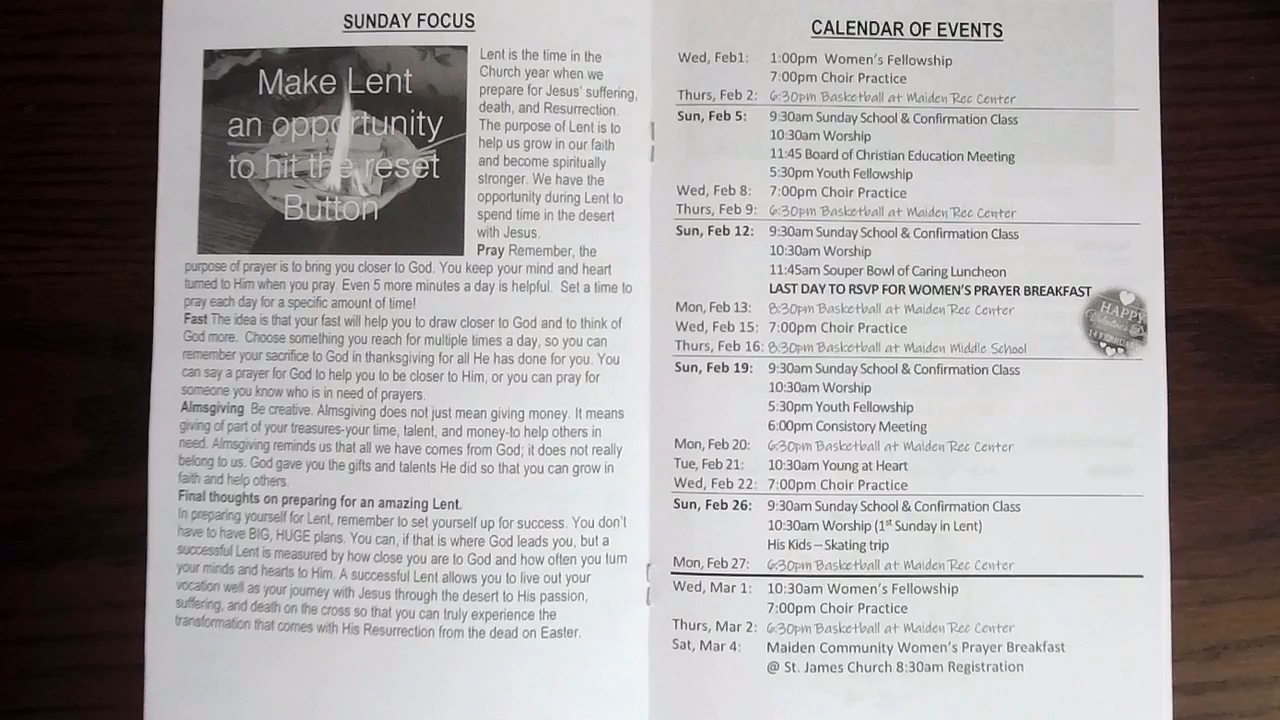 SUNDAY FOCUS
Make Lent
an opportunity
to hit the reset
Button
Lent is the time in the
Church year when we
prepare for Jesus' suffering,
death, and Resurrection.
The purpose of Lent is to
help us grow in our faith
and become spiritually
stronger. We have the
opportunity during Lent to
spend time in the desert
with Jesus.
Pray Remember, the
purpose of prayer is to bring you closer to God. You keep your mind and heart
turned to Him when you pray. Even 5 more minutes a day is helpful. Set a time to
pray each day for a specific amount of time!
Fast The idea is that your fast will help you to draw closer to God and to think of
God more. Choose something you reach for multiple times a day, so you can
remember your sacrifice to God in thanksgiving for all He has done for you. You
can say a prayer for God to help you to be closer to Him, or you can pray for
someone you know who is in need of prayers.
Almsgiving Be creative. Almsgiving does not just mean giving money. It means
giving of part of your treasures-your time, talent, and money-to help others in
need. Almsgiving reminds us that all we have comes from God; it does not really
belong to us. God gave you the gifts and talents He did so that you can grow in
faith and help others.
Final thoughts on preparing for an amazing Lent.
In preparing yourself for Lent, remember to set yourself up for success. You don't
have to have BIG, HUGE plans. You can, if that is where God leads you, but a
successful Lent is measured by how close you are to God and how often you turn
your minds and hearts to Him. A successful Lent allows you to live out your
vocation well as your journey with Jesus through the desert to His passion,
suffering, and death on the cross so that you can truly experience the
transformation that comes with His Resurrection from the dead on Easter.
CALENDAR OF EVENTS
Wed, Feb1: 1:00pm Women's Fellowship
7:00pm Choir Practice
Thurs, Feb 2: 6:30pm Basketball at Maiden Rec Center
Sun, Feb 5: 9:30am Sunday School & Confirmation Class
10:30am Worship
11:45 Board of Christian Education Meeting
5:30pm Youth Fellowship
Wed, Feb 8: 7:00pm Choir Practice
Thurs, Feb 9: 6:30pm Basketball at Maiden Rec Center
Sun, Feb 12: 9:30am Sunday School & Confirmation Class
10:30am Worship
11:45am Souper Bowl of Caring Luncheon
LAST DAY TO RSVP FOR WOMEN'S PRAYER BREAKFAST
Mon, Feb 13: 8:30pm Basketball at Maiden Rec Center
Wed, Feb 15: 7:00pm Choir Practice
Thurs, Feb 16: 8:30pm Basketball at Maiden Middle School
HAPPY
Sun, Feb 19: 9:30am Sunday School & Confirmation Class
10:30am Worship
5:30pm Youth Fellowship
6:00pm Consistory Meeting
Mon, Feb 20: 6:30pm Basketball at Maiden Rec Center
Tue, Feb 21: 10:30am Young at Heart
Wed, Feb 22: 7:00pm Choir Practice
Sun, Feb 26: 9:30am Sunday School & Confirmation Class
10:30am Worship (1st Sunday in Lent)
His Kids – Skating trip
Mon, Feb 27: 6:30pm Basketball at Maiden Rec Center
Wed, Mar 1: 10:30am Women's Fellowship
7:00pm Choir Practice
Thurs, Mar 2: 6:30pm Basketball at Maiden Rec Center
Sat, Mar 4: Maiden Community Women's Prayer Breakfast
@ St. James Church 8:30am Registration